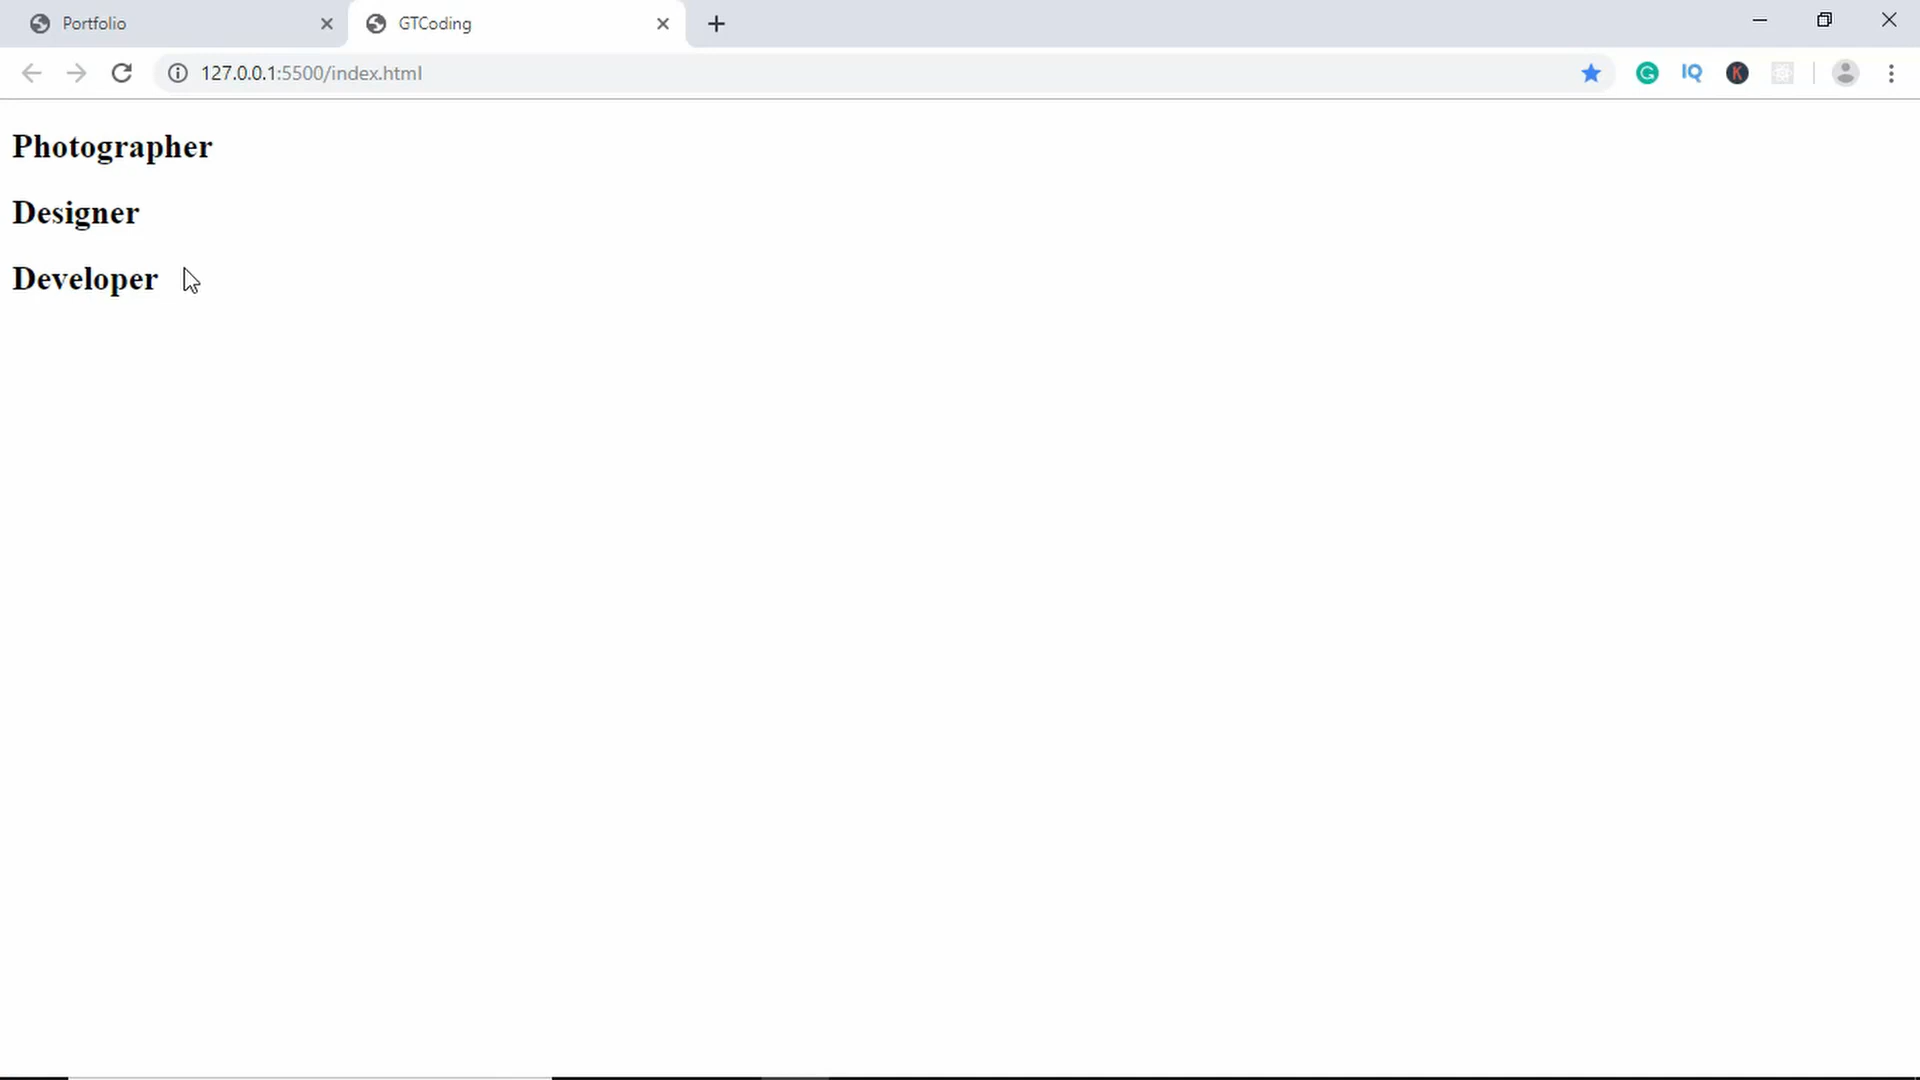 Portfolio
GTCoding
127.0.0.1:5500/index.html
IQ
K
Photographer
Designer
Developer